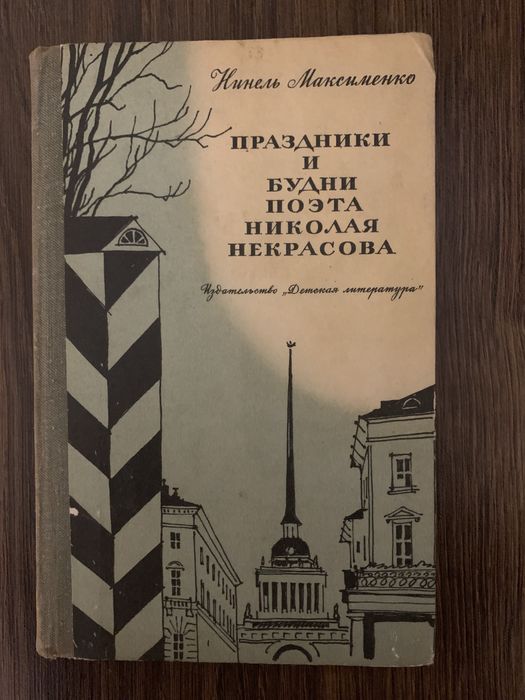 Нинель Максименко
ПРАЗДНИКИ
И
БУДНИ
ПОЭТА
НИКОЛАЯ
НЕКРАСОВА
Издательство „Детская литература"